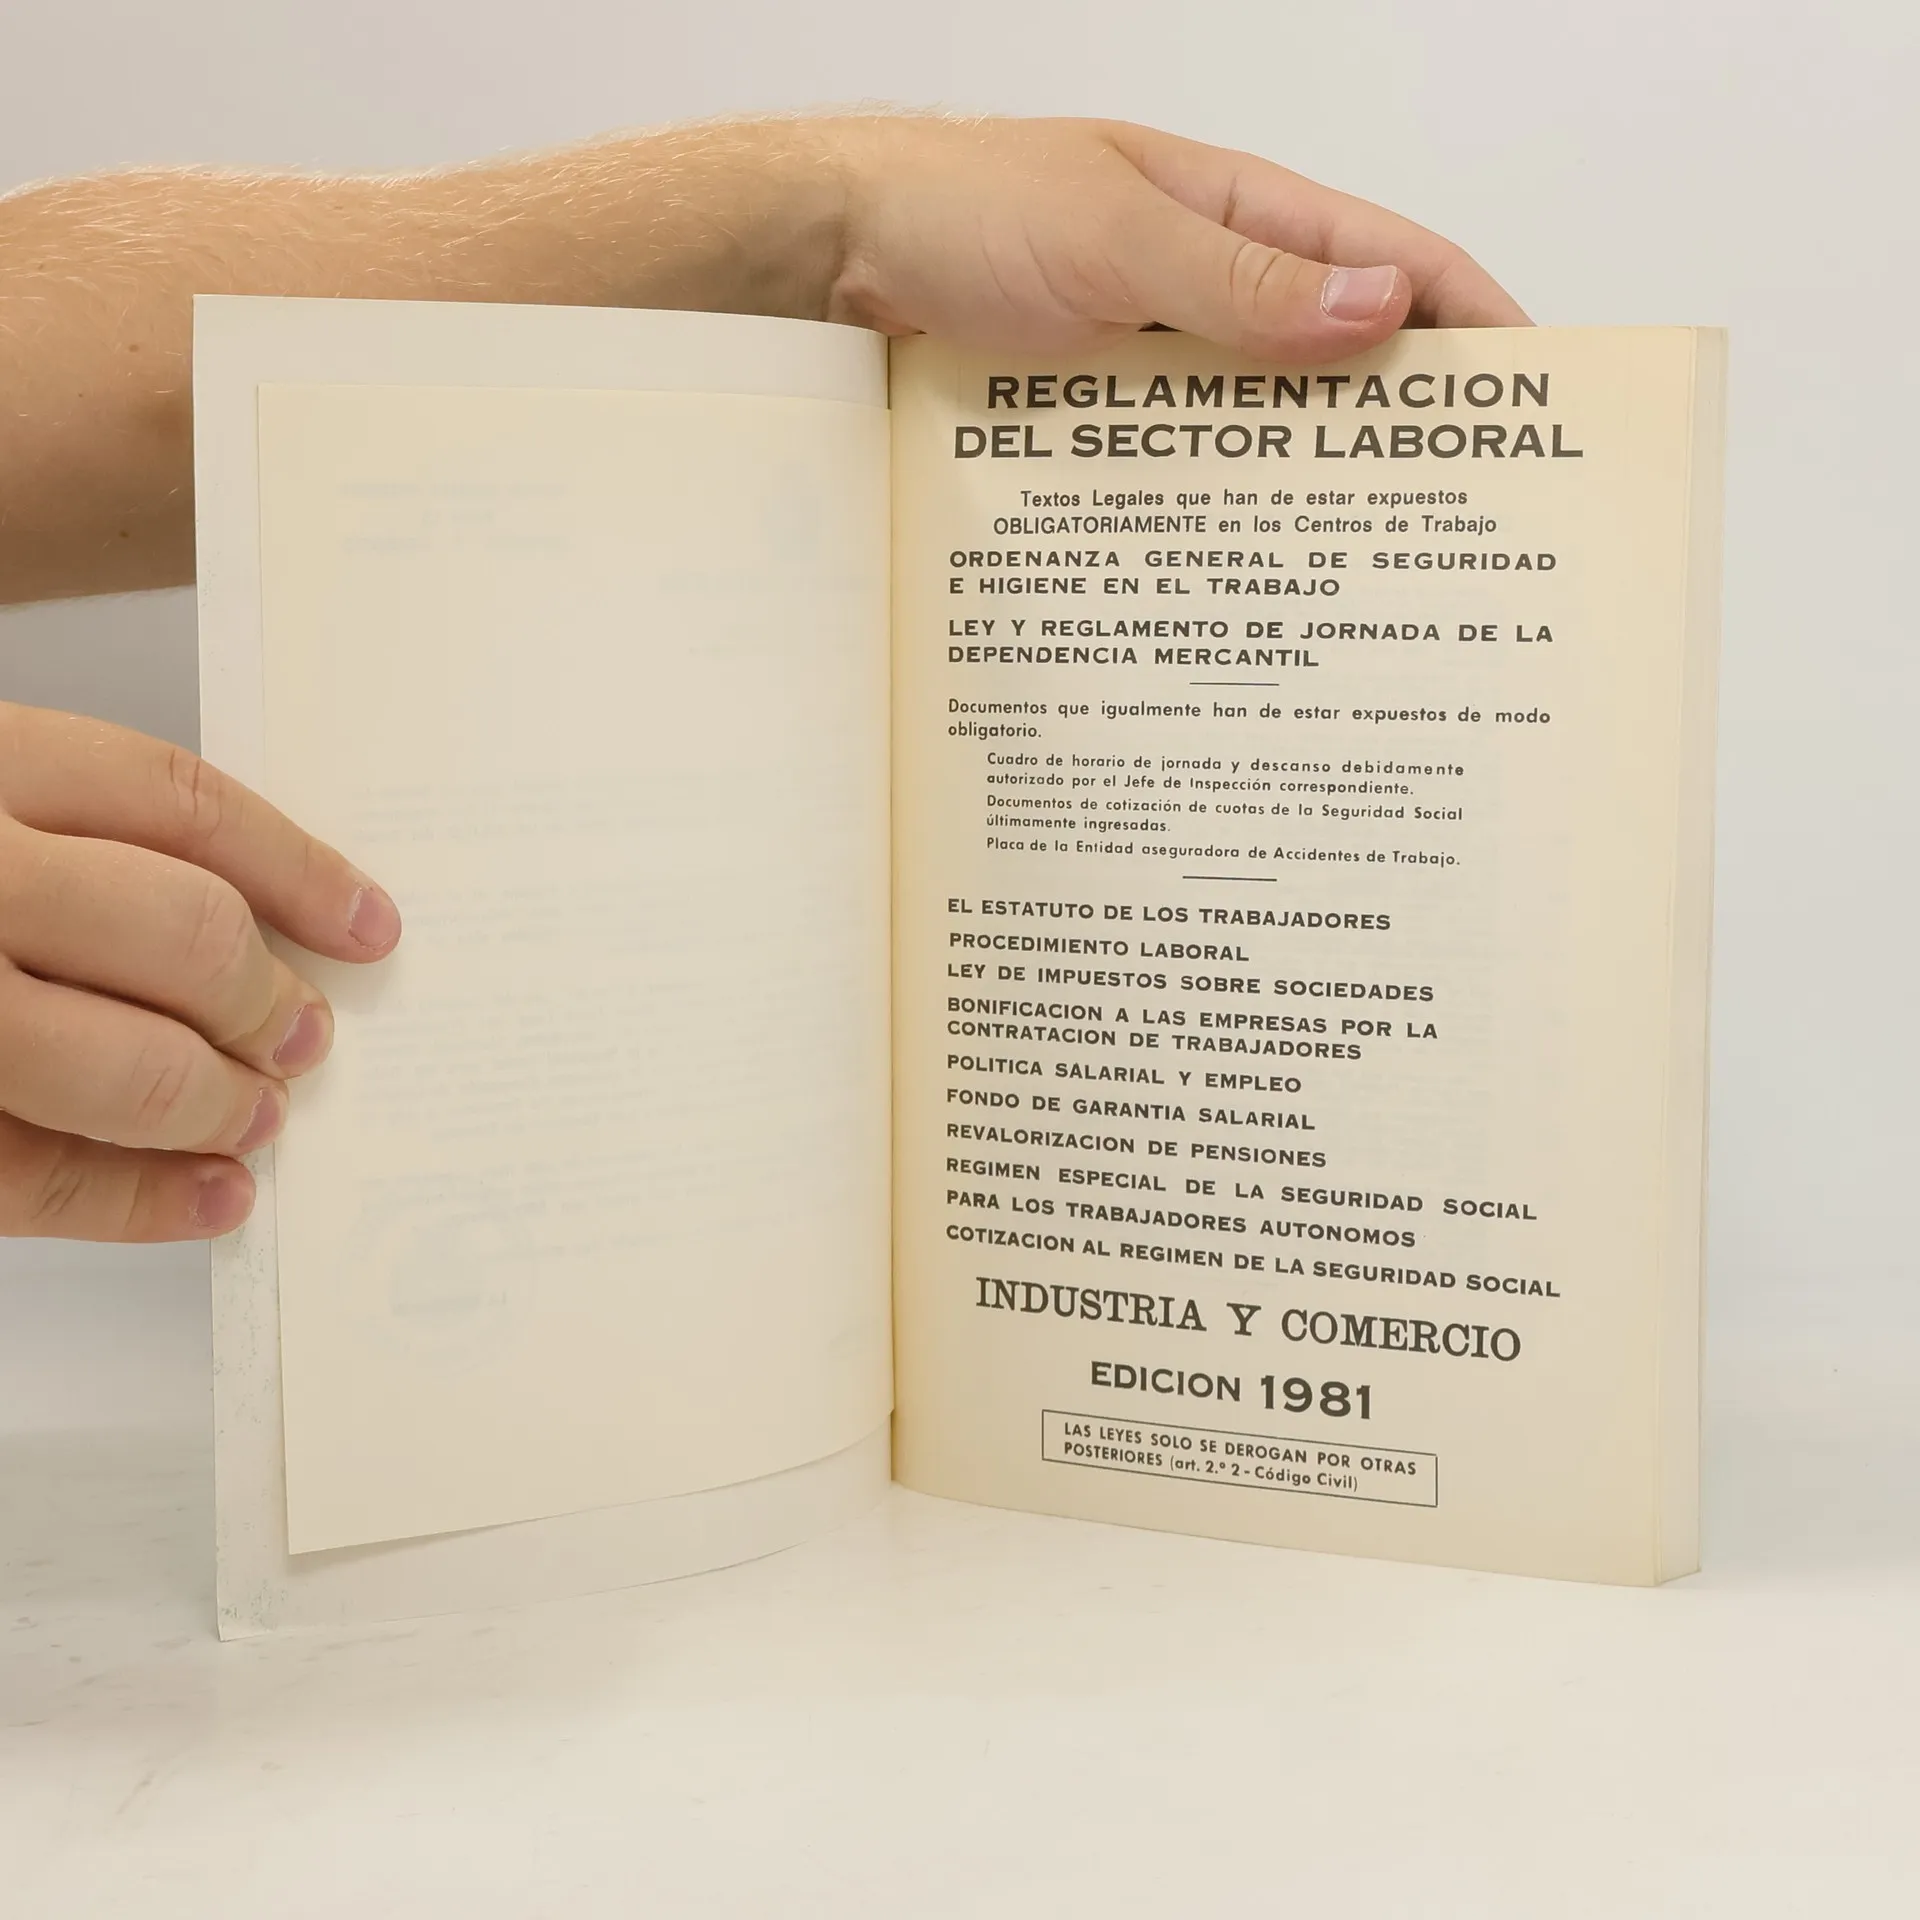 REGLAMENTACION
DEL SECTOR LABORAL
Textos Legales que han de estar expuestos
OBLIGATORIAMENTE en los Centros de Trabajo
ORDENANZA GENERAL DE SEGURIDAD
E HIGIENE EN EL TRABAJO
LEY Y REGLAMENTO DE JORNADA DE LA
DEPENDENCIA MERCANTIL
Documentos que igualmente han de estar expuestos de modo
obligatorio.
Cuadro de horario de jornada y descanso debidamente
autorizado por el Jefe de Inspección correspondiente.
Documentos de cotización de cuotas de la Seguridad Social
últimamente ingresadas.
Placa de la Entidad aseguradora de Accidentes de Trabajo.
EL ESTATUTO DE LOS TRABAJADORES
PROCEDIMIENTO LABORAL
LEY DE IMPUESTOS SOBRE SOCIEDADES
BONIFICACION A LAS EMPRESAS POR LA
CONTRATACION DE TRABAJADORES
POLITICA SALARIAL Y EMPLEO
FONDO DE GARANTIA SALARIAL
REVALORIZACION DE PENSIONES
REGIMEN ESPECIAL DE LA SEGURIDAD SOCIAL
PARA LOS TRABAJADORES AUTONOMOS
COTIZACION AL REGIMEN DE LA SEGURIDAD SOCIAL
INDUSTRIA Y COMERCIO
EDICION 1981
LAS LEYES SOLO SE DEROGAN POR OTRAS
POSTERIORES (art. 2.º 2 - Código Civil)